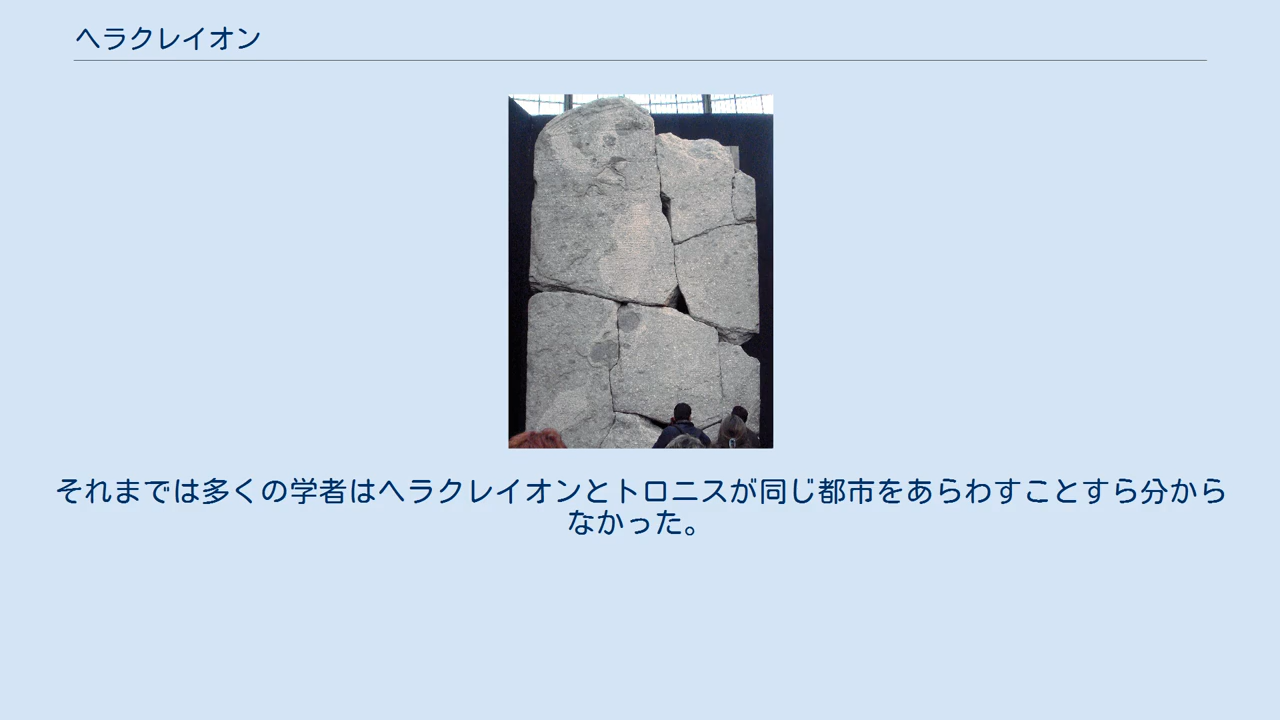 ヘラクレイオン
それまでは多くの学者はヘラクレイオンとトロニスが同じ都市をあらわすことすら分から
なかった。